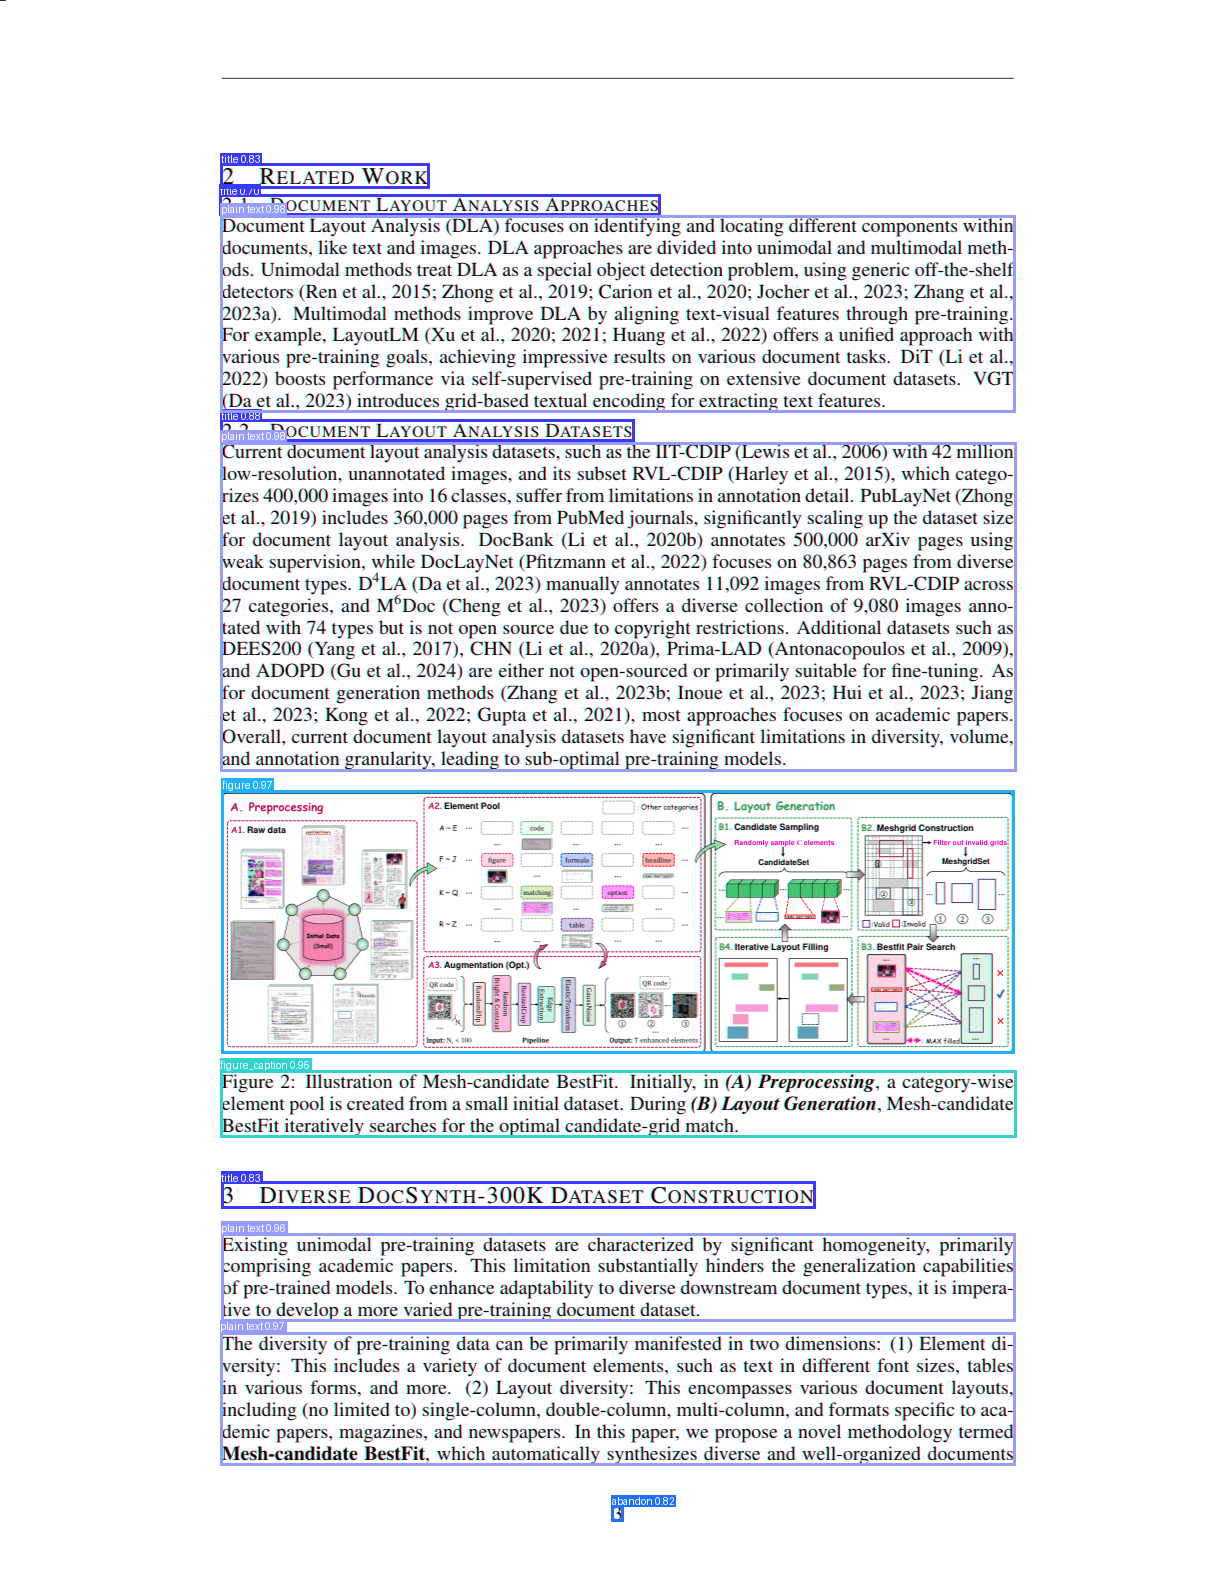 title 0.83
2 RELATED WORK
title 0.70
DOCUMENT LAYOUT ANALYSIS APPROACHES
plain text 0.98
Document Layout Analysis (DLA) focuses on identifying and locating different components within
documents, like text and images. DLA approaches are divided into unimodal and multimodal meth-
ods. Unimodal methods treat DLA as a special object detection problem, using generic off-the-shelf
detectors (Ren et al., 2015; Zhong et al., 2019; Carion et al., 2020; Jocher et al., 2023; Zhang et al.,
2023a). Multimodal methods improve DLA by aligning text-visual features through pre-training.
For example, LayoutLM (Xu et al., 2020; 2021; Huang et al., 2022) offers a unified approach with
various pre-training goals, achieving impressive results on various document tasks. DiT (Li et al.,
2022) boosts performance via self-supervised pre-training on extensive document datasets. VGT
(Da et al., 2023) introduces grid-based textual encoding for extracting text features.
title 0.88
DOCUMENT LAYOUT ANALYSIS DATASETS
plain text 0.98
Current document layout analysis datasets, such as the IIT-CDIP (Lewis et al., 2006) with 42 million
low-resolution, unannotated images, and its subset RVL-CDIP (Harley et al., 2015), which catego-
rizes 400,000 images into 16 classes, suffer from limitations in annotation detail. PubLayNet (Zhong
et al., 2019) includes 360,000 pages from PubMed journals, significantly scaling up the dataset size
for document layout analysis. DocBank (Li et al., 2020b) annotates 500,000 arXiv pages using
weak supervision, while DocLayNet (Pfitzmann et al., 2022) focuses on 80,863 pages from diverse
document types. D⁴LA (Da et al., 2023) manually annotates 11,092 images from RVL-CDIP across
27 categories, and M⁶Doc (Cheng et al., 2023) offers a diverse collection of 9,080 images anno-
tated with 74 types but is not open source due to copyright restrictions. Additional datasets such as
DEES200 (Yang et al., 2017), CHN (Li et al., 2020a), Prima-LAD (Antonacopoulos et al., 2009),
and ADOPD (Gu et al., 2024) are either not open-sourced or primarily suitable for fine-tuning. As
for document generation methods (Zhang et al., 2023b; Inoue et al., 2023; Hui et al., 2023; Jiang
et al., 2023; Kong et al., 2022; Gupta et al., 2021), most approaches focuses on academic papers.
Overall, current document layout analysis datasets have significant limitations in diversity, volume,
and annotation granularity, leading to sub-optimal pre-training models.
figure 0.97
A. Preprocessing
A1. Raw data
Initial Data
(Small)
A2. Element Pool
: Other categories
A ~ E ... code ...
F ~ J ... figure formula headline ...
K ~ Q ... matching option ...
R ~ Z ... table ...
A3. Augmentation (Opt.)
QR code
RandomFlip
Random
Bright & Contrast
ResizedCrop
Edge
Extraction
ElasticTransform
GaussNoise
QR code
① ② ③
Input: Nᵢ < 100 Pipeline Output: T enhanced elements
B. Layout Generation
B1. Candidate Sampling
Randomly sample C elements
CandidateSet
B2. Meshgrid Construction
Filter out invalid grids
MeshgridSet
① ② ③
:Valid :Invalid
B4. Iterative Layout Filling
B3. Bestfit Pair Search
: MAX filled
figure_caption 0.95
Figure 2: Illustration of Mesh-candidate BestFit. Initially, in (A) Preprocessing, a category-wise
element pool is created from a small initial dataset. During (B) Layout Generation, Mesh-candidate
BestFit iteratively searches for the optimal candidate-grid match.
title 0.83
3 DIVERSE DOCSYNTH-300K DATASET CONSTRUCTION
plain text 0.96
Existing unimodal pre-training datasets are characterized by significant homogeneity, primarily
comprising academic papers. This limitation substantially hinders the generalization capabilities
of pre-trained models. To enhance adaptability to diverse downstream document types, it is impera-
tive to develop a more varied pre-training document dataset.
plain text 0.97
The diversity of pre-training data can be primarily manifested in two dimensions: (1) Element di-
versity: This includes a variety of document elements, such as text in different font sizes, tables
in various forms, and more. (2) Layout diversity: This encompasses various document layouts,
including (no limited to) single-column, double-column, multi-column, and formats specific to aca-
demic papers, magazines, and newspapers. In this paper, we propose a novel methodology termed
Mesh-candidate BestFit, which automatically synthesizes diverse and well-organized documents
abandon 0.82
3